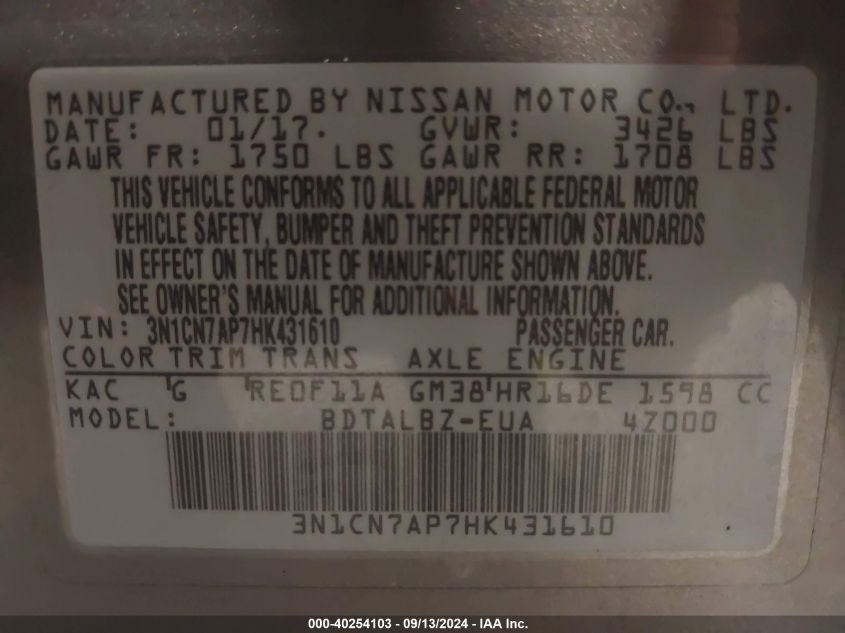 MANUFACTURED BY NISSAN MOTOR CO., LTD.
DATE: 01/17. GVWR: 3426 LBS
GAWR FR: 1750 LBS GAWR RR: 1708 LBS
THIS VEHICLE CONFORMS TO ALL APPLICABLE FEDERAL MOTOR
VEHICLE SAFETY, BUMPER AND THEFT PREVENTION STANDARDS
IN EFFECT ON THE DATE OF MANUFACTURE SHOWN ABOVE.
SEE OWNER'S MANUAL FOR ADDITIONAL INFORMATION.
VIN: 3N1CN7AP7HK431610 PASSENGER CAR.
COLOR TRIM TRANS AXLE ENGINE
KAC G RE0F11A GM38 HR16DE 1598 CC
MODEL: BDTALBZ-EUA 4Z000
3N1CN7AP7HK431610
000-40254103 - 09/13/2024 - IAA Inc.